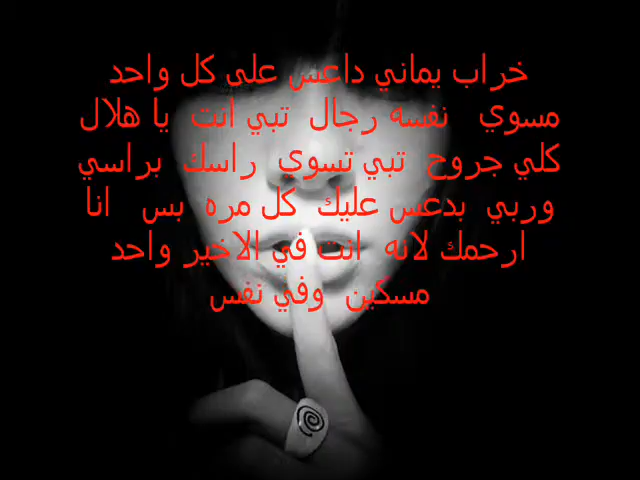 خراب يماني داعس على كل واحد
مسوي نفسه رجال تبي انت يا هلال
كلي جروح تبي تسوى راسك براسي
وربي بدعس عليك كل مره بس انا
ارحمك لانه انت في الاخير واحد
مسكين وفي نفس